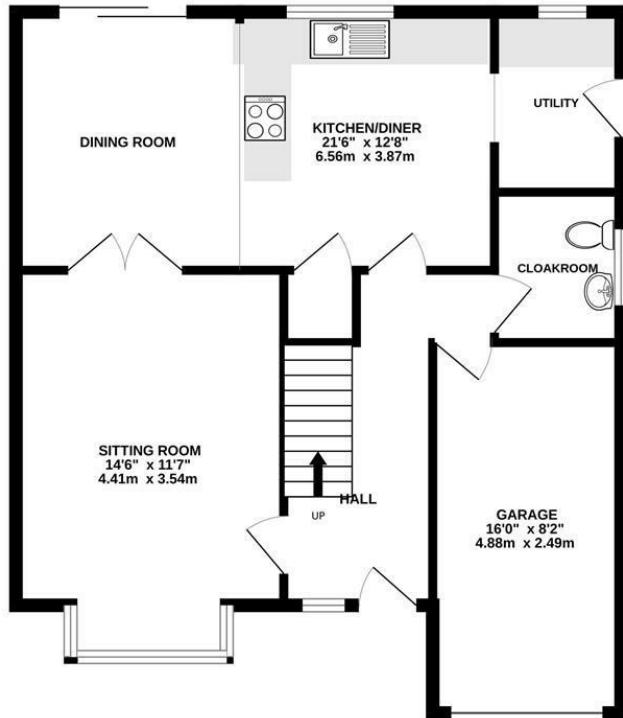 DINING ROOM
KITCHEN/DINER
21'6" x 12'8"
6.56m x 3.87m
UTILITY
CLOAKROOM
SITTING ROOM
14'6" x 11'7"
4.41m x 3.54m
HALL
UP
GARAGE
16'0" x 8'2"
4.88m x 2.49m